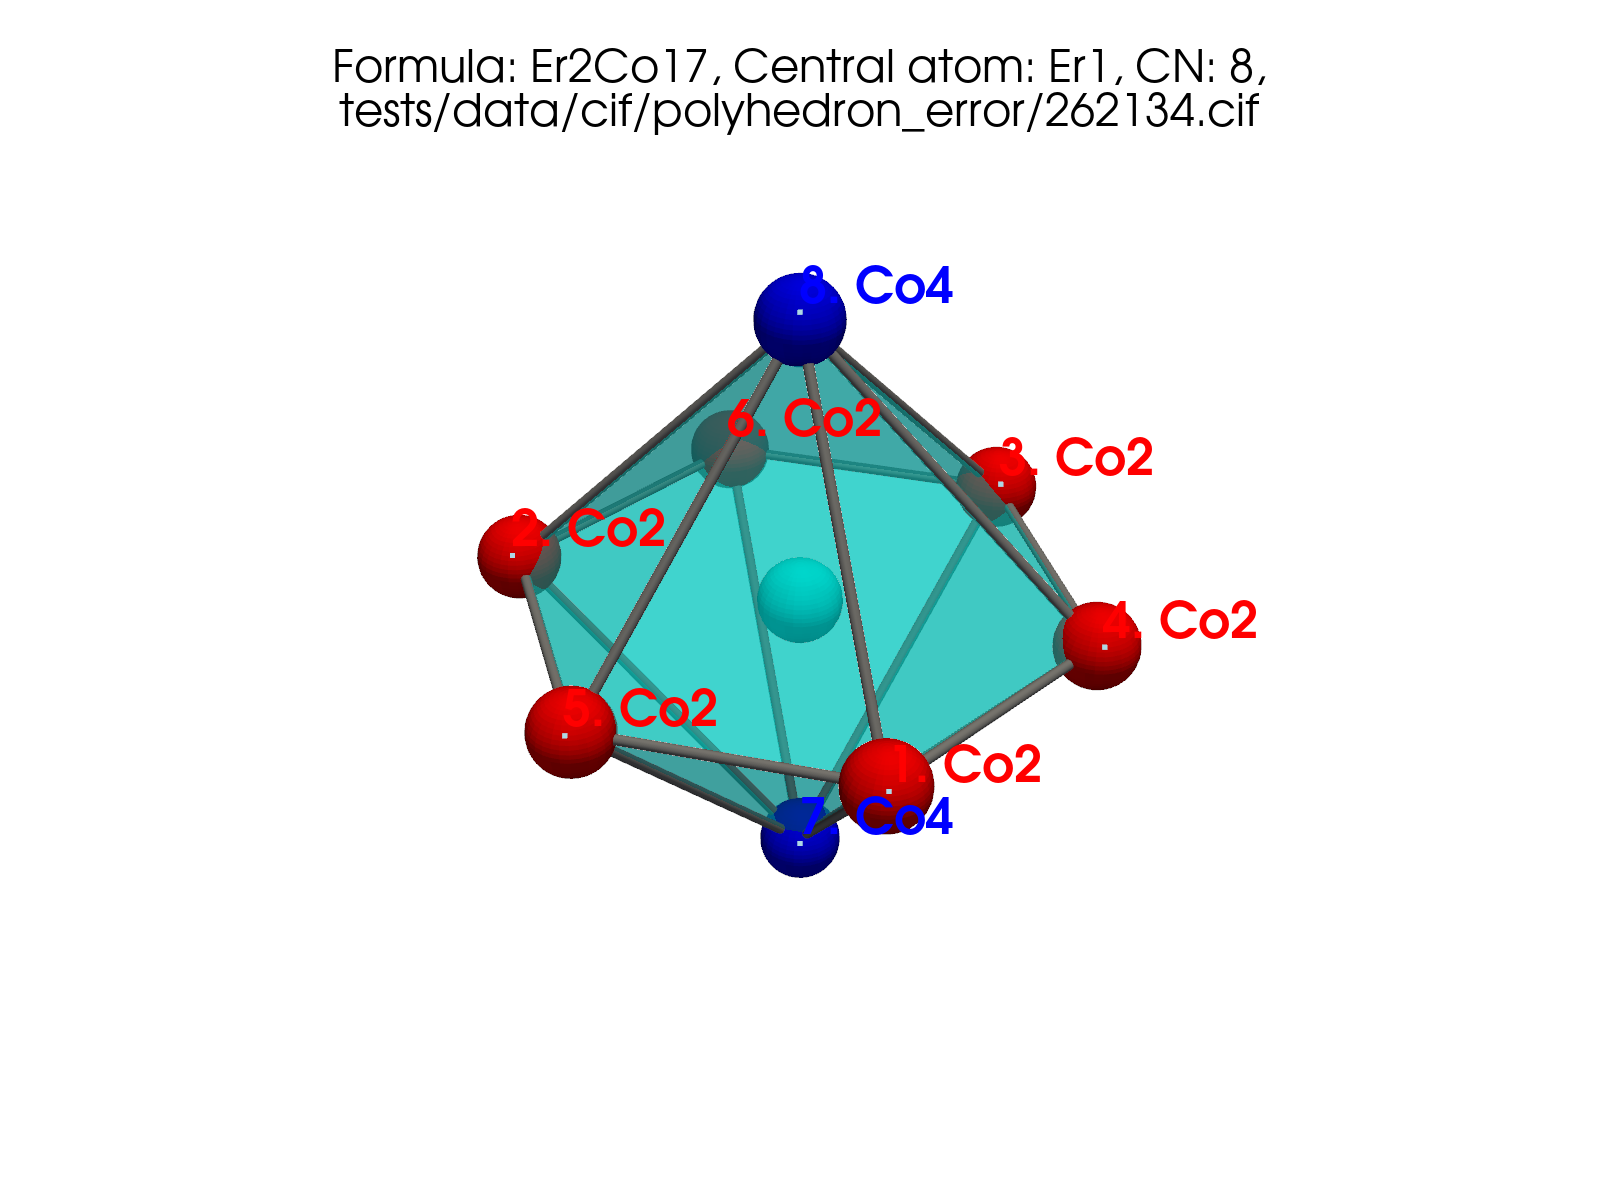 Formula: Er2Co17, Central atom: Er1, CN: 8,
tests/data/cif/polyhedron_error/262134.cif
8. Co4
6. Co2
3. Co2
2. Co2
4. Co2
5. Co2
1. Co2
7. Co4